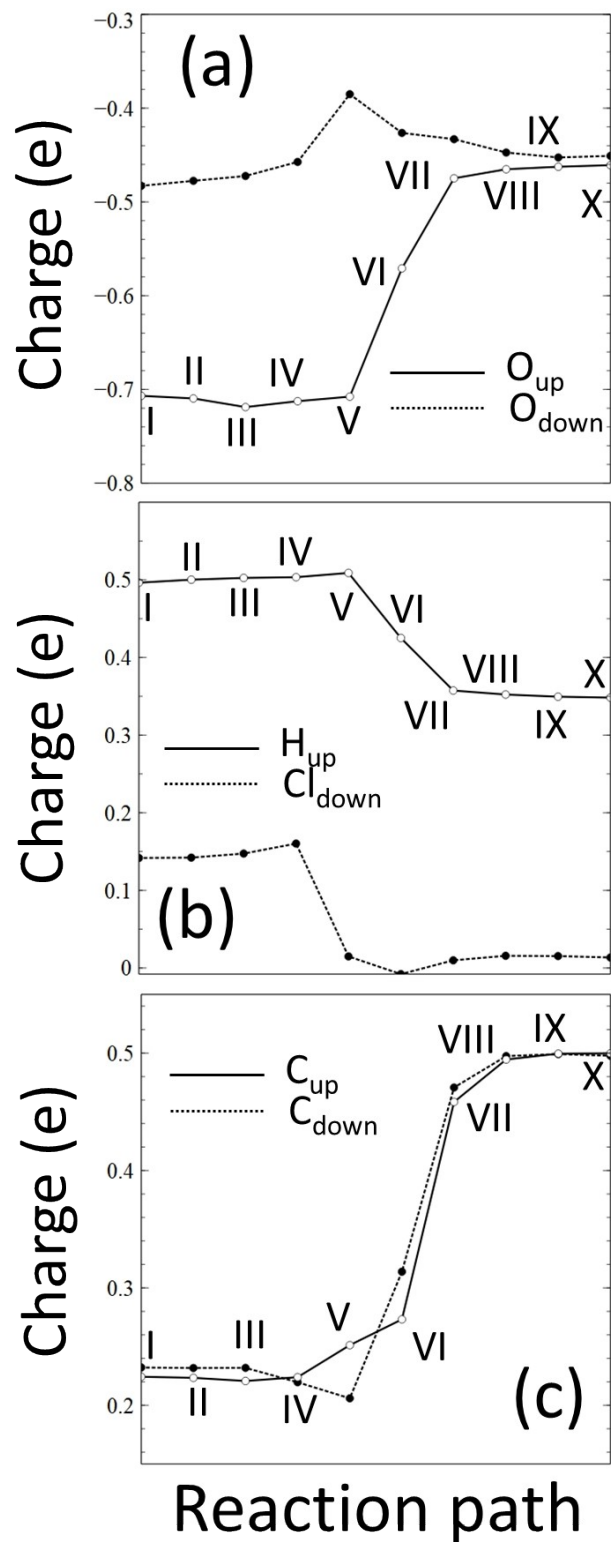 (a)
Charge (e)
−0.3
−0.4
−0.5
−0.6
−0.7
−0.8
I
II
III
IV
V
VI
VII
VIII
IX
X
O_up
O_down
(b)
Charge (e)
0.5
0.4
0.3
0.2
0.1
0
I
II
III
IV
V
VI
VII
VIII
IX
X
H_up
Cl_down
(c)
Charge (e)
0.5
0.4
0.3
0.2
I
II
III
IV
V
VI
VII
VIII
IX
X
C_up
C_down
Reaction path